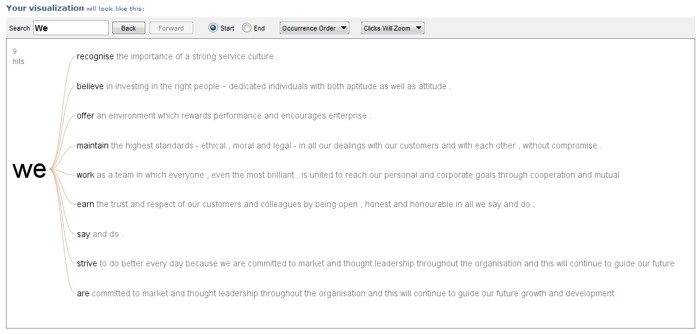 Your visualization will look like this:
Search We Back Forward Start End Occurrence Order Clicks Will Zoom
9
hits
we
recognise the importance of a strong service culture .
believe in investing in the right people – dedicated individuals with both aptitude as well as attitude .
offer an environment which rewards performance and encourages enterprise .
maintain the highest standards - ethical , moral and legal - in all our dealings with our customers and with each other , without compromise .
work as a team in which everyone , even the most brilliant , is united to reach our personal and corporate goals through cooperation and mutual
earn the trust and respect of our customers and colleagues by being open , honest and honourable in all we say and do .
say and do .
strive to do better every day because we are committed to market and thought leadership throughout the organisation and this will continue to guide our future
are committed to market and thought leadership throughout the organisation and this will continue to guide our future growth and development .